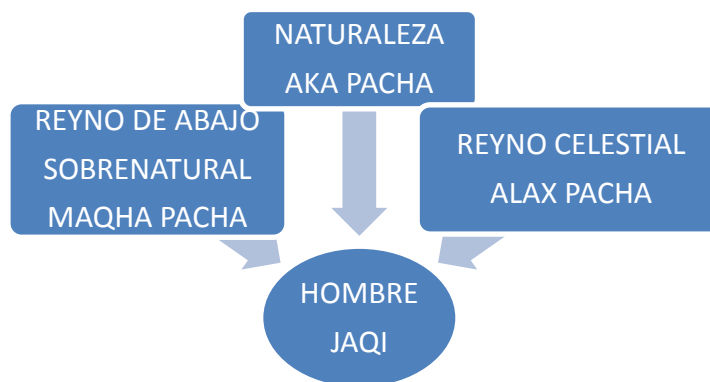 NATURALEZA
AKA PACHA
REYNO DE ABAJO
SOBRENATURAL
MAQHA PACHA
REYNO CELESTIAL
ALAX PACHA
HOMBRE
JAQI